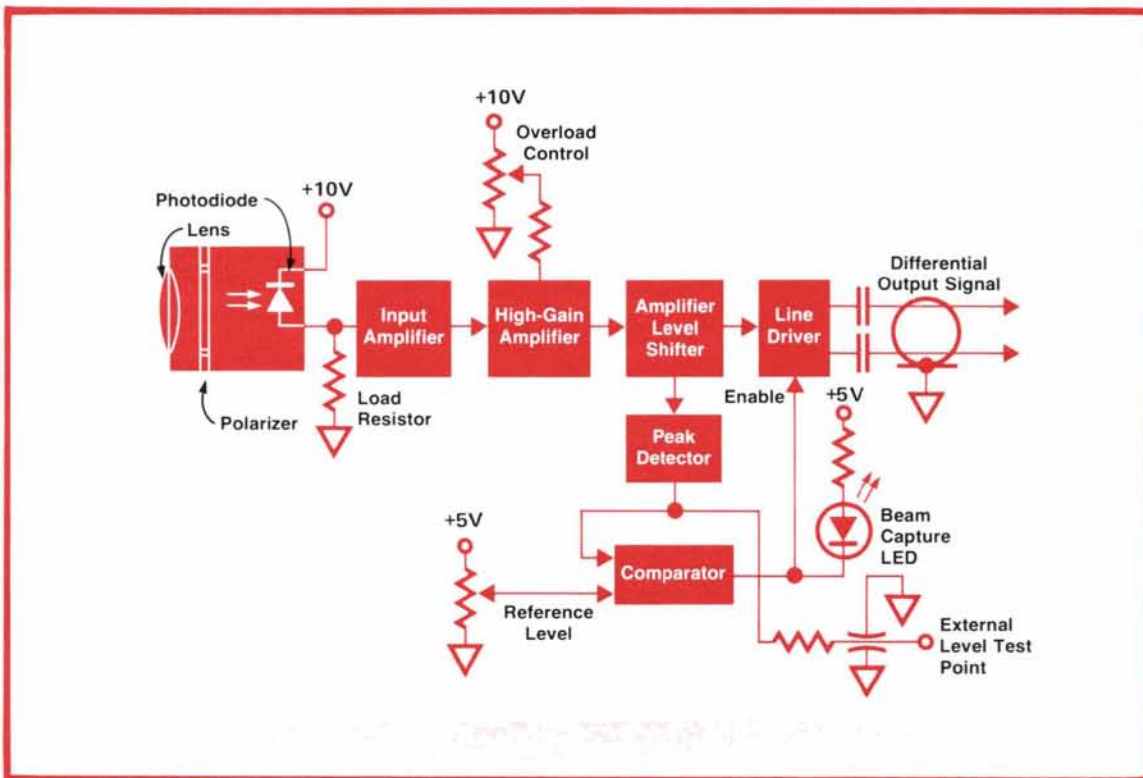 +10V
Overload
Control
Photodiode
+10V
Lens
Input
Amplifier
High-Gain
Amplifier
Amplifier
Level
Shifter
Line
Driver
Differential
Output Signal
Load
Resistor
Polarizer
Enable
+5V
Peak
Detector
Beam
Capture
LED
+5V
Comparator
Reference
Level
External
Level Test
Point